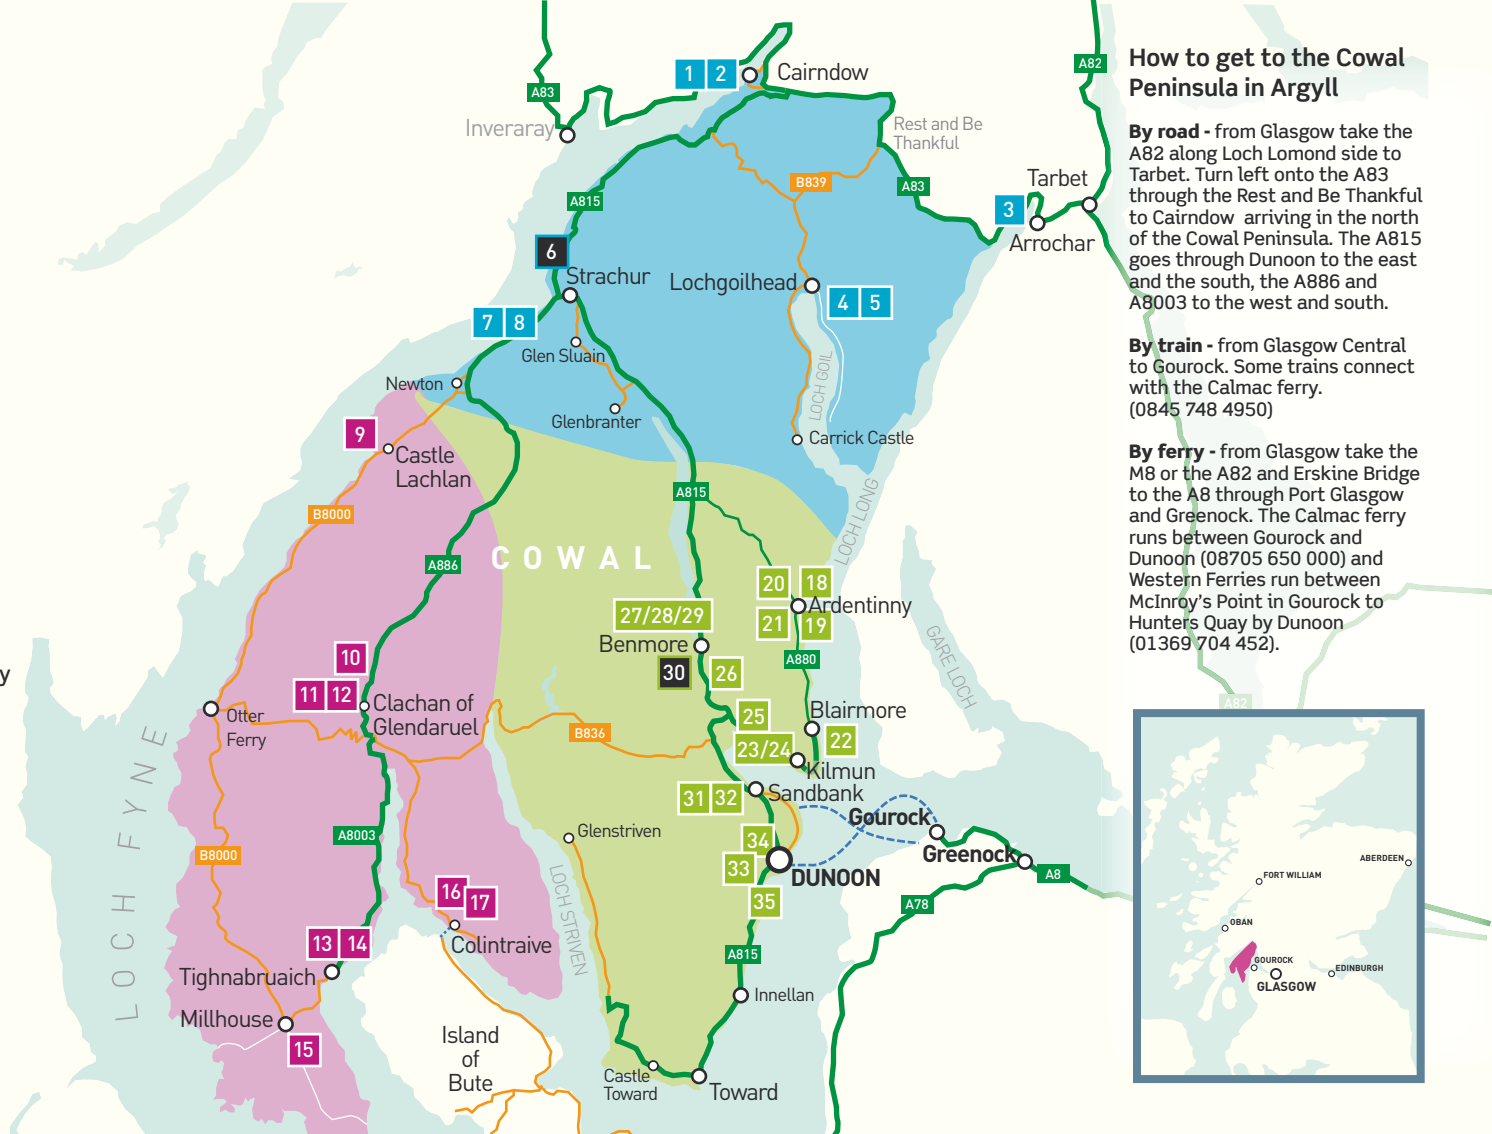 A83
1
2
Cairndow
A82
Inveraray
Rest and Be
Thankful
Tarbet
B839
A83
A815
3
Arrochar
6
Strachur
Lochgoilhead
4
5
7
8
Glen Sluain
LOCH GOIL
Newton
Glenbranter
9
Castle
Lachlan
Carrick Castle
B8000
A815
LOCH LONG
COWAL
A886
20
18
Ardentinny
27/28/29
21
19
Benmore
GARE LOCH
10
A880
30
26
y
11
12
Clachan of
Glendaruel
Otter
Ferry
25
Blairmore
B836
22
23/24
Kilmun
LOCH FYNE
31
32
Sandbank
Gourock
A8003
Glenstriven
34
Greenock
B8000
33
DUNOON
A8
16
17
LOCH STRIVEN
35
A78
13
14
Colintraive
A815
Tighnabruaich
Innellan
Millhouse
15
Island
of
Bute
Castle
Toward
Toward
How to get to the Cowal
Peninsula in Argyll
By road - from Glasgow take the
A82 along Loch Lomond side to
Tarbet. Turn left onto the A83
through the Rest and Be Thankful
to Cairndow arriving in the north
of the Cowal Peninsula. The A815
goes through Dunoon to the east
and the south, the A886 and
A8003 to the west and south.
By train - from Glasgow Central
to Gourock. Some trains connect
with the Calmac ferry.
(0845 748 4950)
By ferry - from Glasgow take the
M8 or the A82 and Erskine Bridge
to the A8 through Port Glasgow
and Greenock. The Calmac ferry
runs between Gourock and
Dunoon (08705 650 000) and
Western Ferries run between
McInroy's Point in Gourock to
Hunters Quay by Dunoon
(01369 704 452).
A82
ABERDEEN
FORT WILLIAM
OBAN
GOUROCK
EDINBURGH
GLASGOW